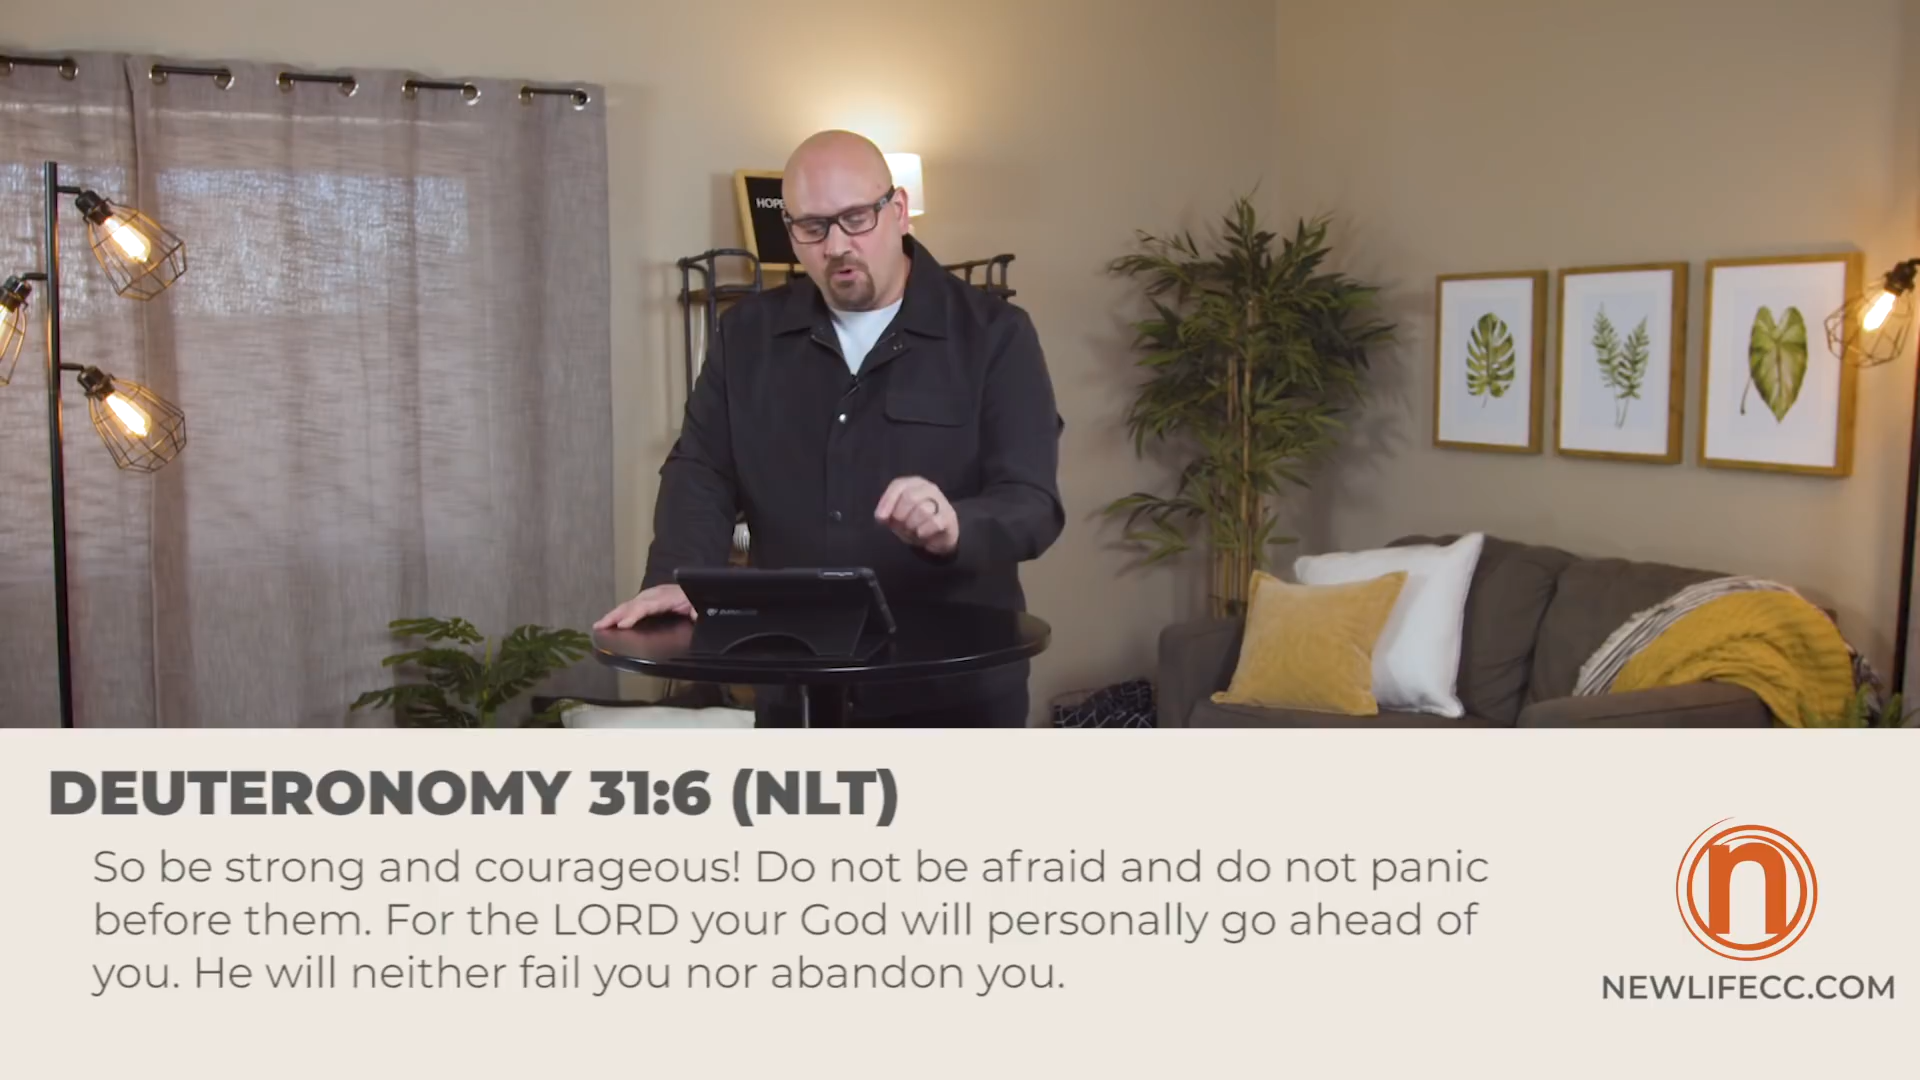 HOPE
DEUTERONOMY 31:6 (NLT)
So be strong and courageous! Do not be afraid and do not panic
before them. For the LORD your God will personally go ahead of
you. He will neither fail you nor abandon you.
n
NEWLIFECC.COM